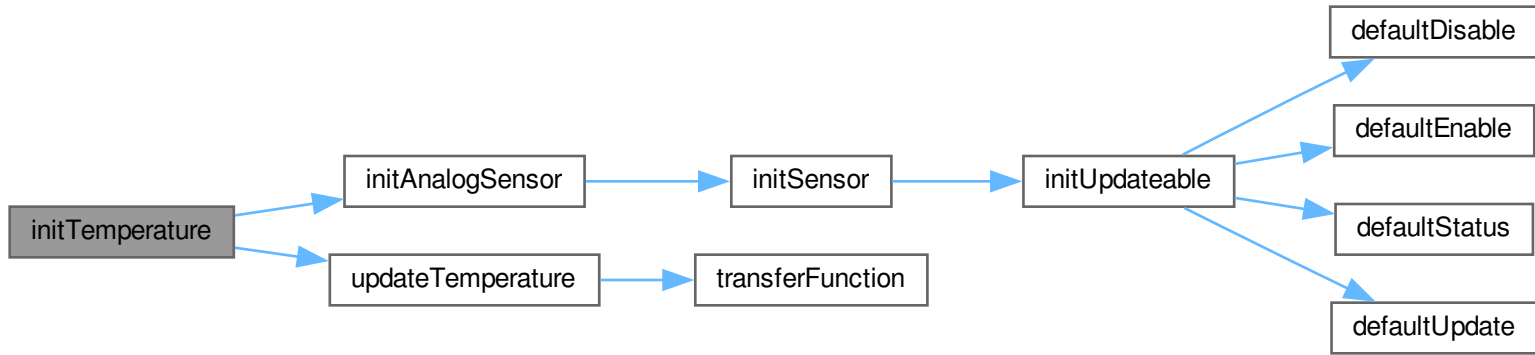 initTemperature
initAnalogSensor
updateTemperature
initSensor
transferFunction
initUpdateable
defaultDisable
defaultEnable
defaultStatus
defaultUpdate